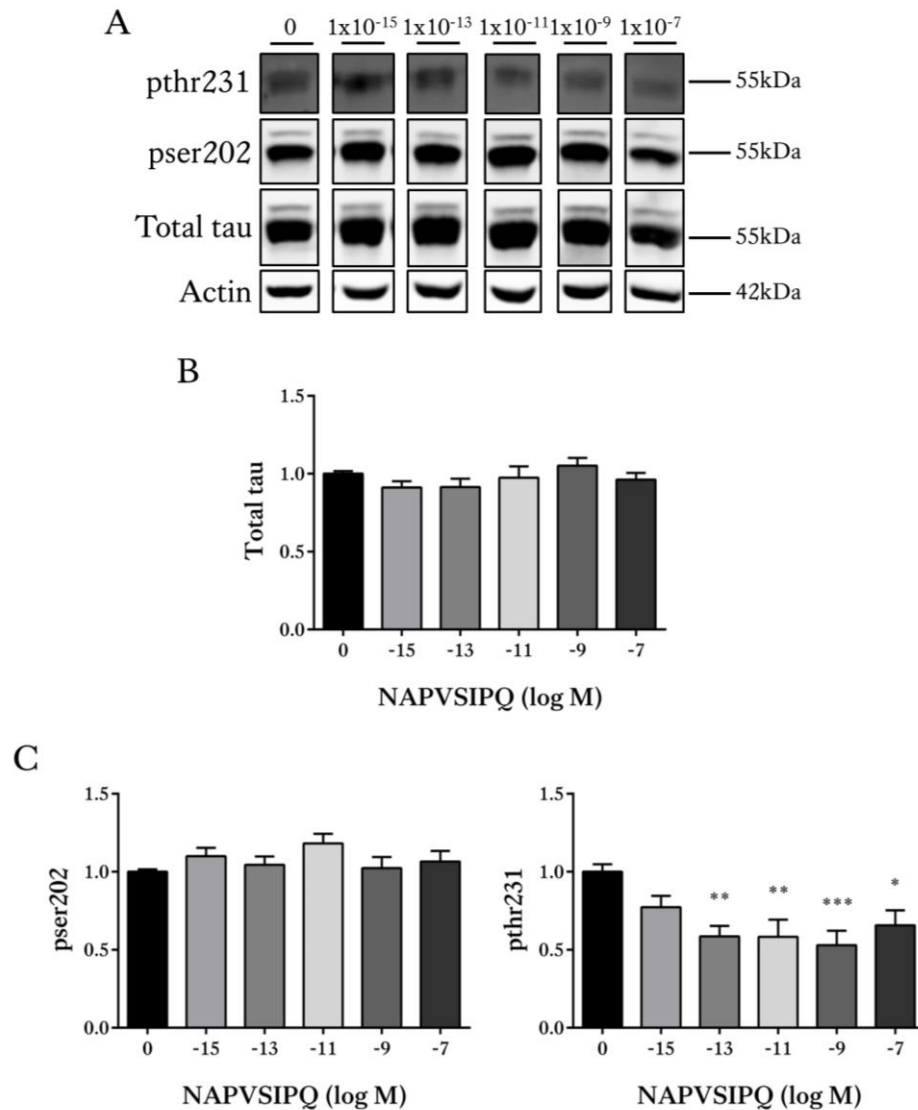 A
0 1x10⁻¹⁵ 1x10⁻¹³ 1x10⁻¹¹ 1x10⁻⁹ 1x10⁻⁷
pthr231 55kDa
pser202 55kDa
Total tau 55kDa
Actin 42kDa
B
1.5
1.0
0.5
0.0
Total tau
0 -15 -13 -11 -9 -7
NAPVSIPQ (log M)
C
1.5
1.0
0.5
0.0
pser202
0 -15 -13 -11 -9 -7
NAPVSIPQ (log M)
1.5
1.0
0.5
0.0
pthr231
** ** *** *
0 -15 -13 -11 -9 -7
NAPVSIPQ (log M)